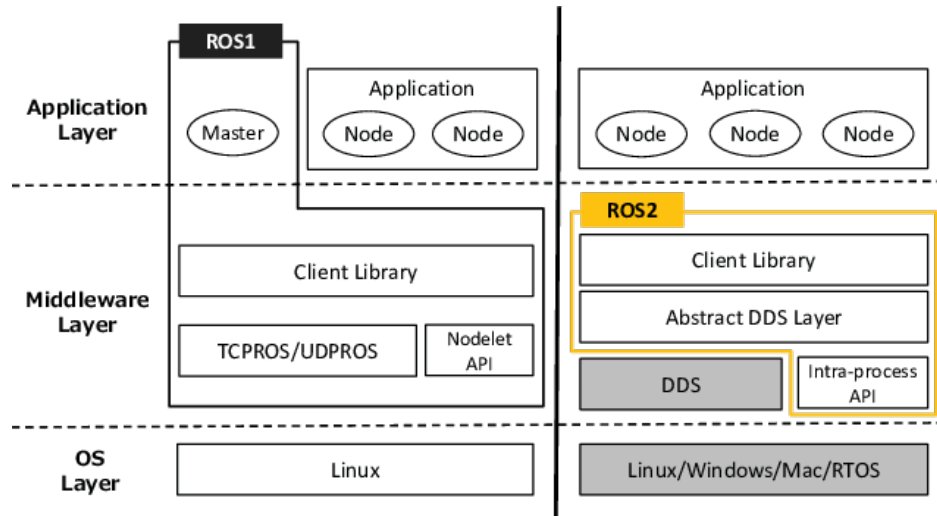 ROS1
Application
Layer
Master
Application
Node
Node
Application
Node
Node
Node
Middleware
Layer
Client Library
TCPROS/UDPROS
Nodelet
API
ROS2
Client Library
Abstract DDS Layer
DDS
Intra-process
API
OS
Layer
Linux
Linux/Windows/Mac/RTOS